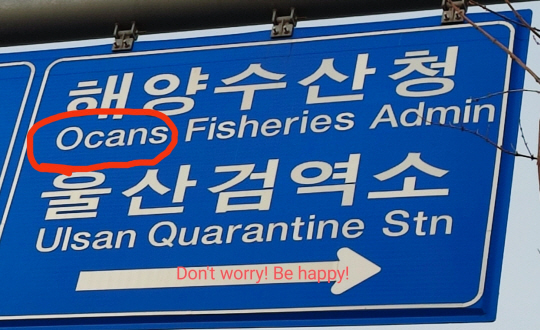 해양수산청
Ocans Fisheries Admin
울산검역소
Ulsan Quarantine Stn
Don't worry! Be happy!